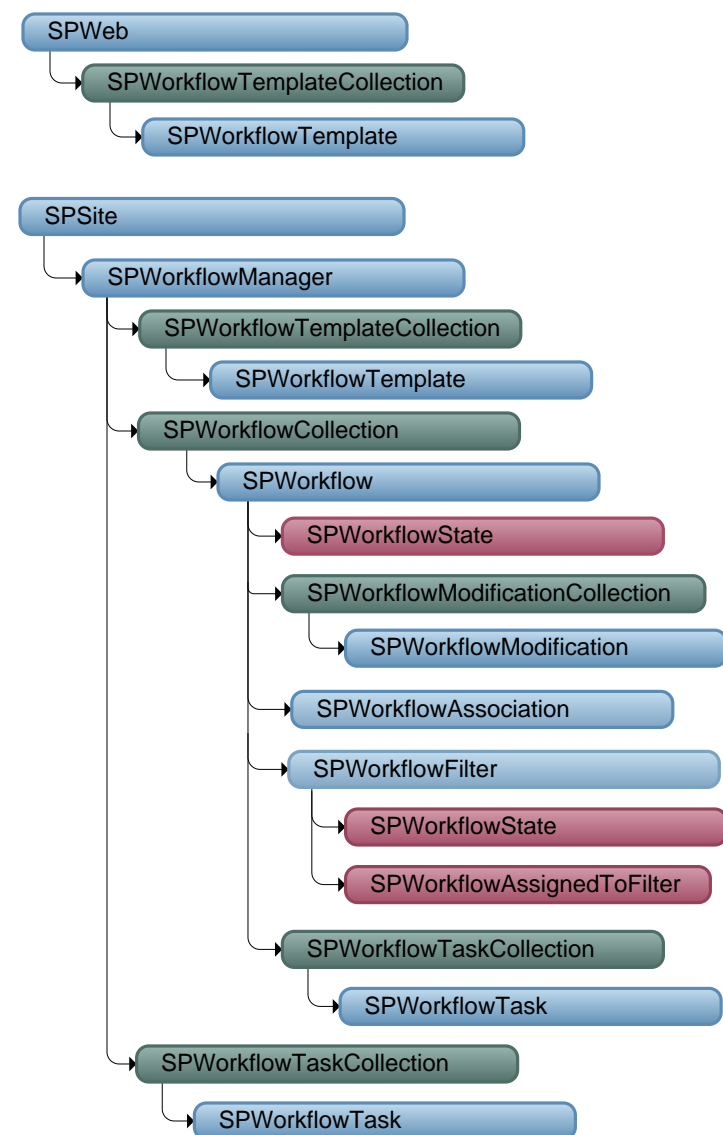 SPWeb
SPWorkflowTemplateCollection
SPWorkflowTemplate
SPSite
SPWorkflowManager
SPWorkflowTemplateCollection
SPWorkflowTemplate
SPWorkflowCollection
SPWorkflow
SPWorkflowState
SPWorkflowModificationCollection
SPWorkflowModification
SPWorkflowAssociation
SPWorkflowFilter
SPWorkflowState
SPWorkflowAssignedToFilter
SPWorkflowTaskCollection
SPWorkflowTask
SPWorkflowTaskCollection
SPWorkflowTask